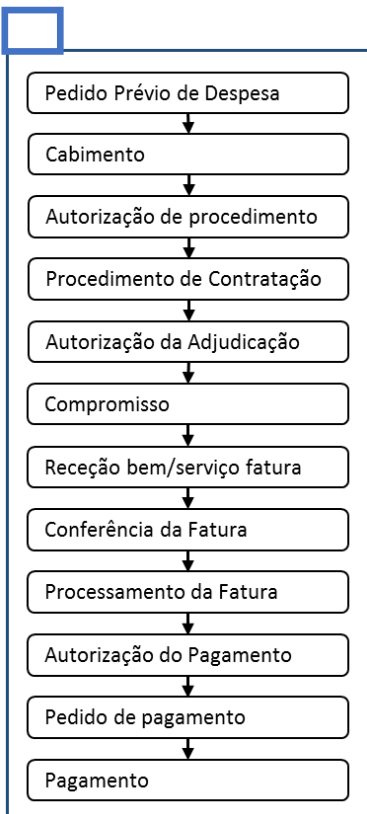 Pedido Prévio de Despesa
Cabimento
Autorização de procedimento
Procedimento de Contratação
Autorização da Adjudicação
Compromisso
Receção bem/serviço fatura
Conferência da Fatura
Processamento da Fatura
Autorização do Pagamento
Pedido de pagamento
Pagamento